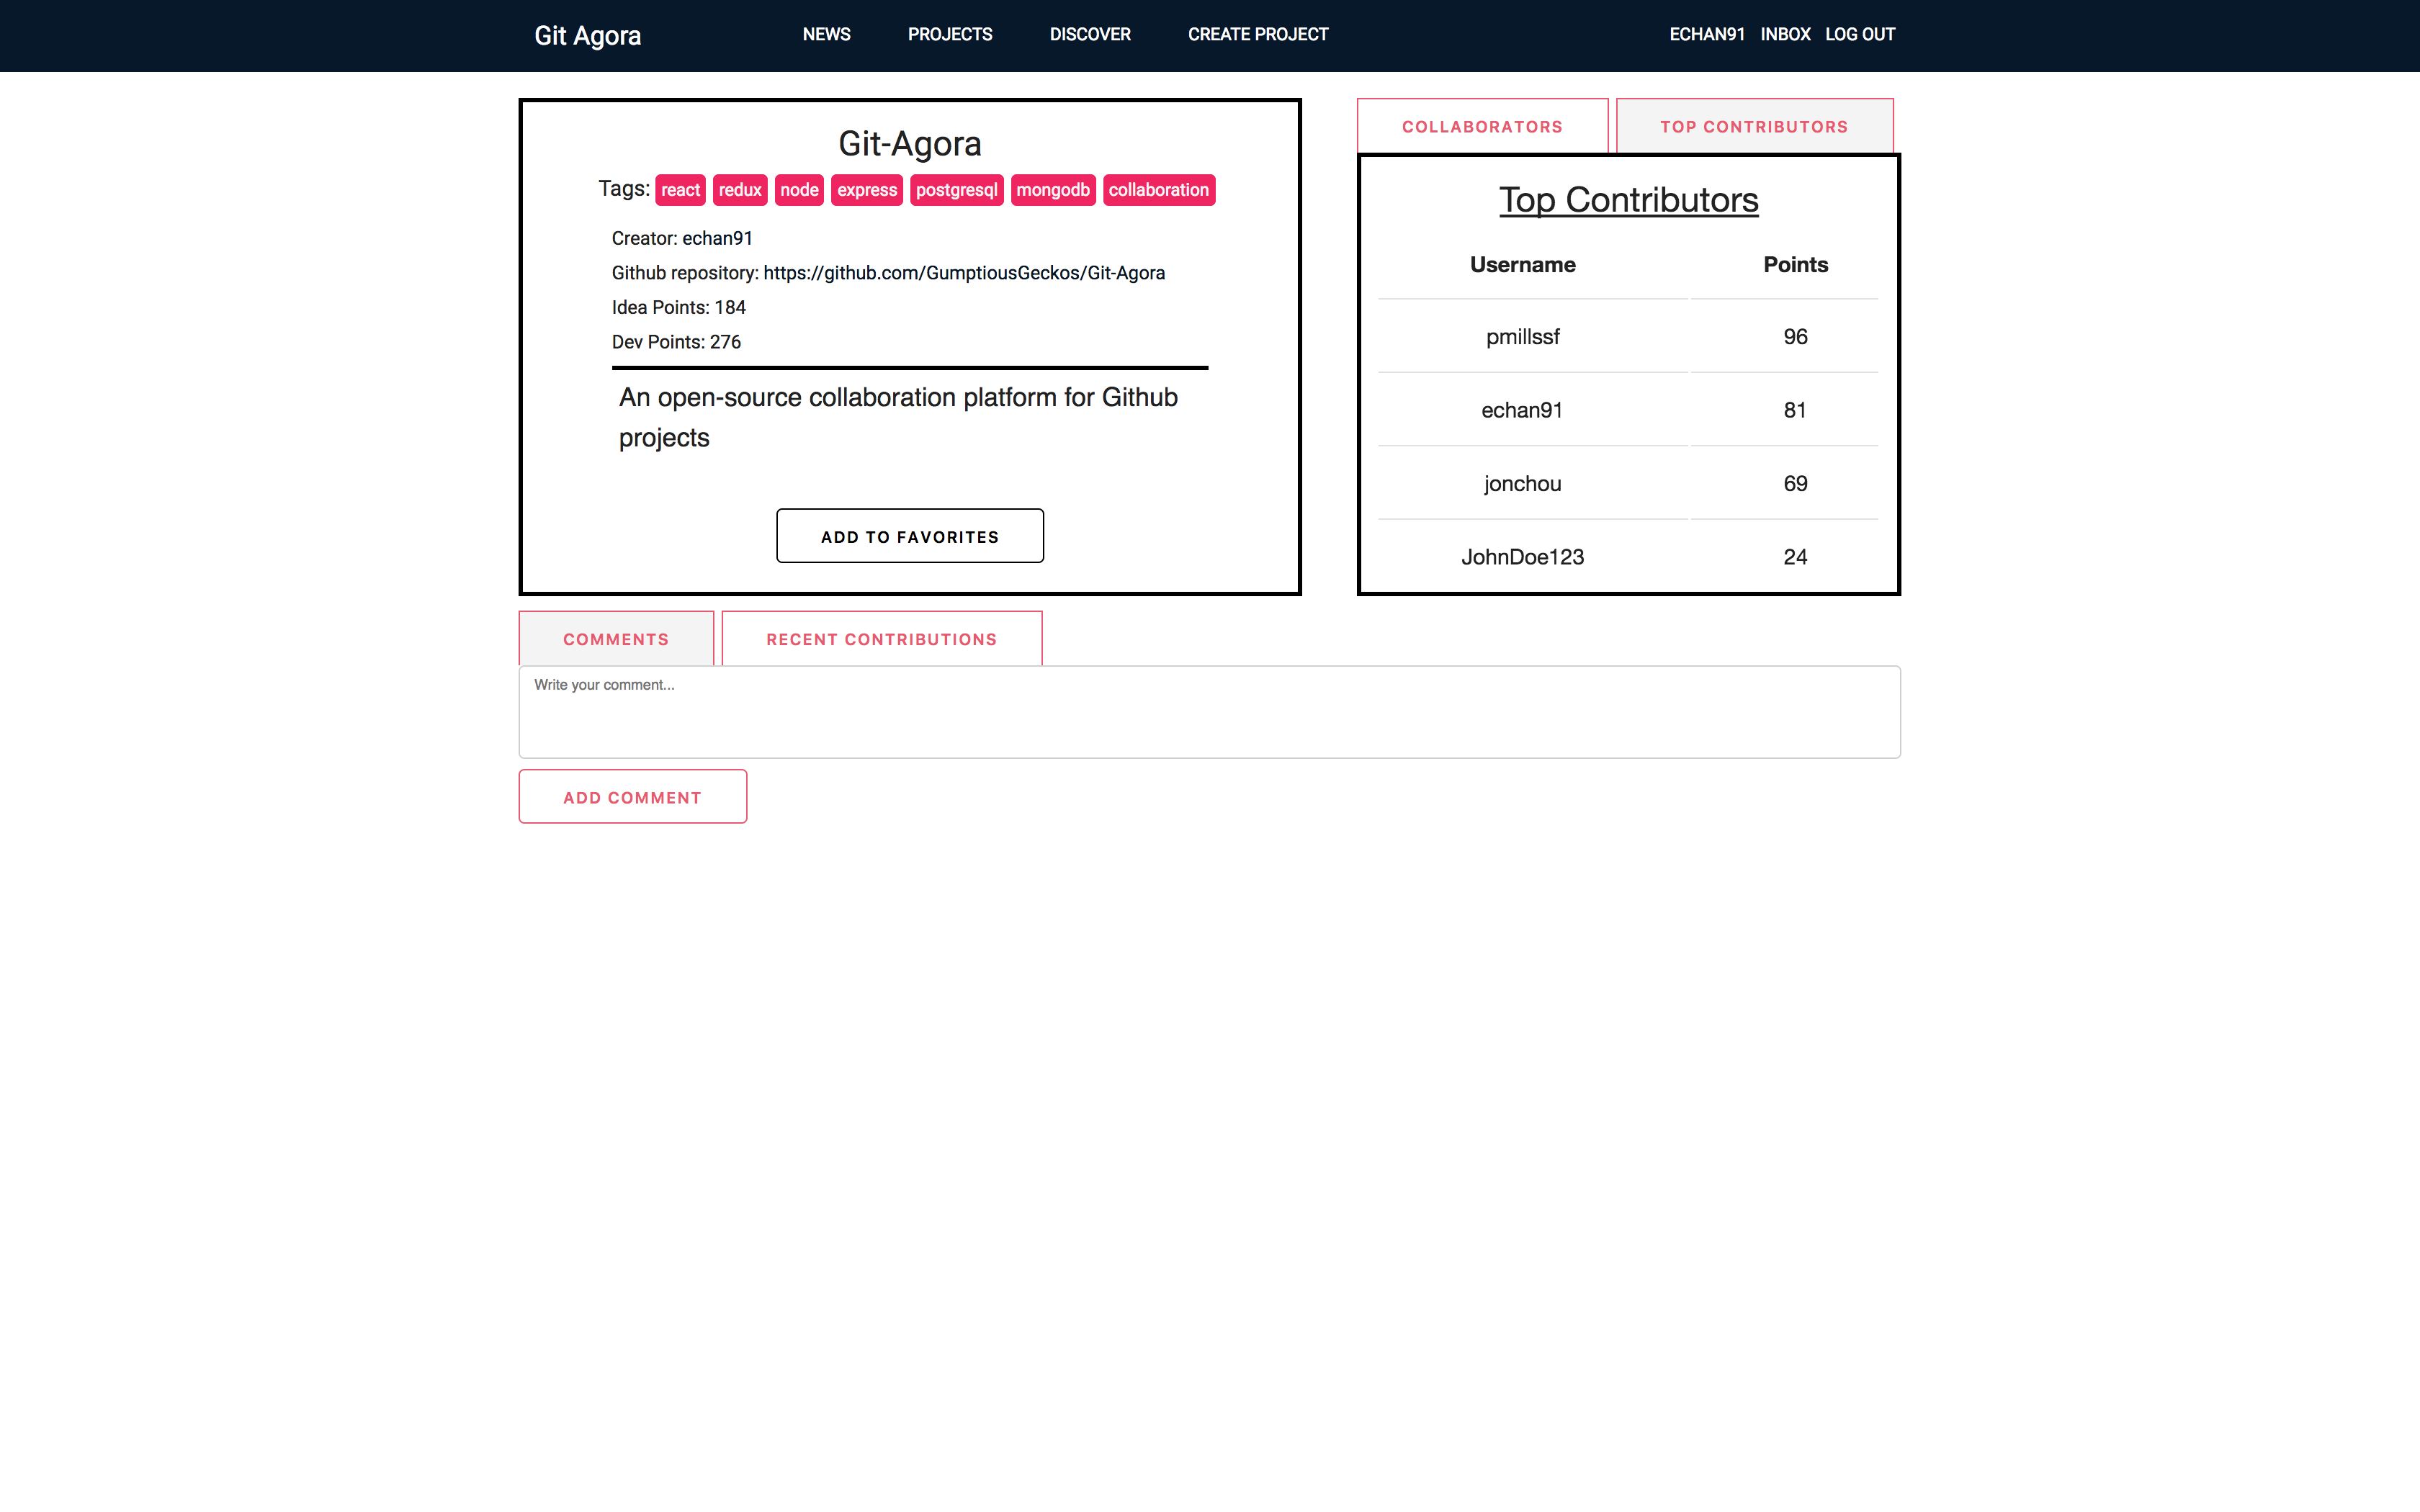 Git Agora NEWS PROJECTS DISCOVER CREATE PROJECT ECHAN91 INBOX LOG OUT
Git-Agora
Tags: react redux node express postgresql mongodb collaboration
Creator: echan91
Github repository: https://github.com/GumptiousGeckos/Git-Agora
Idea Points: 184
Dev Points: 276
An open-source collaboration platform for Github
projects
ADD TO FAVORITES
COLLABORATORS TOP CONTRIBUTORS
Top Contributors
Username Points
pmillssf 96
echan91 81
jonchou 69
JohnDoe123 24
COMMENTS RECENT CONTRIBUTIONS
Write your comment...
ADD COMMENT